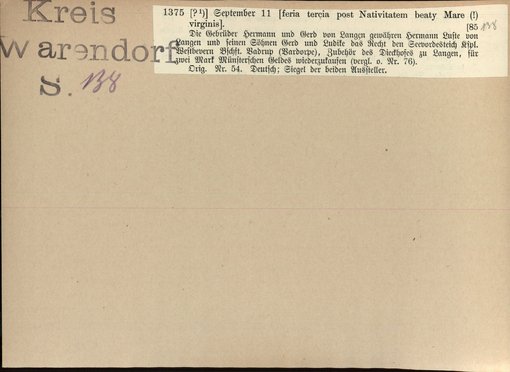 Kreis
Warendorf
S. 138
1375 [?¹)] September 11 [feria tercia post Nativitatem beaty Mare (!)
virginis]. [85 138
Die Gebrüder Hermann und Gerd von Langen gewähren Hermann Luste von
Langen und seinen Söhnen Gerd und Ludike das Recht den Seevordesteich Kspl.
Westbevern Bschft. Vadrup (Vardorpe), Zubehör des Dieckhofes zu Langen, für
zwei Mark Münsterschen Geldes wiederzukaufen (vergl. o. Nr. 76).
Orig. Nr. 54. Deutsch; Siegel der beiden Aussteller.